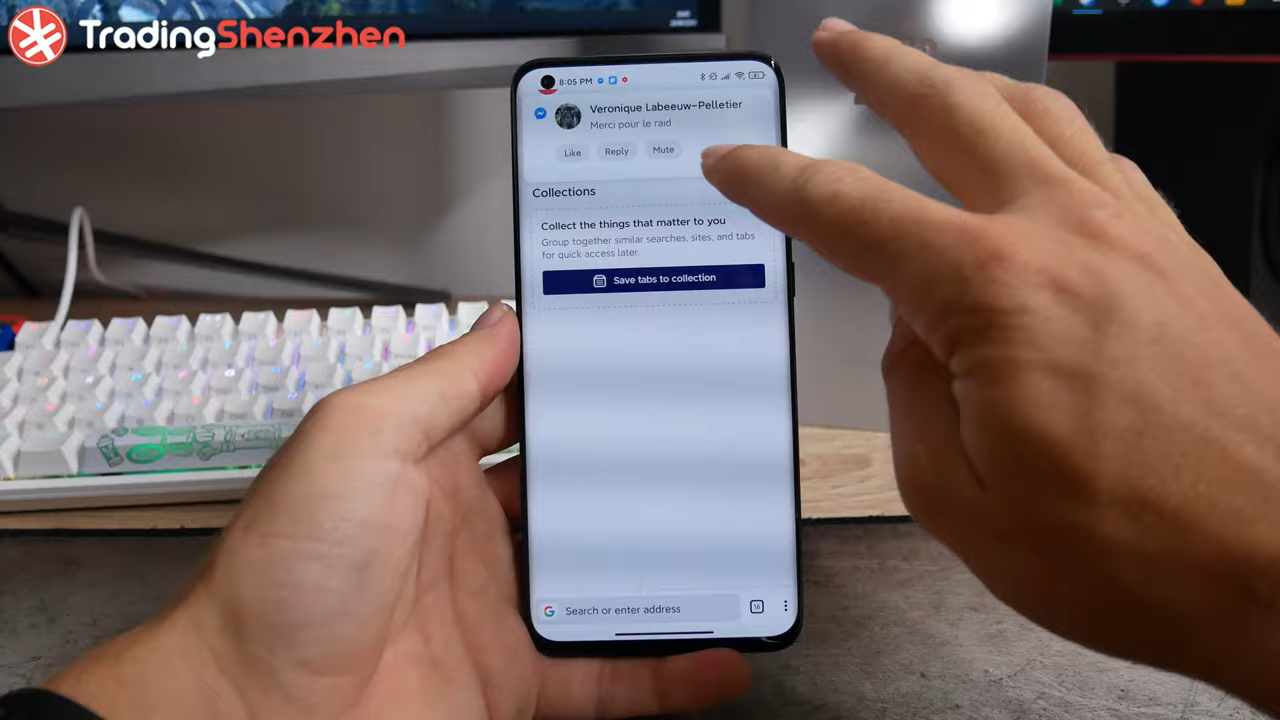 TradingShenzhen
8:05 PM
Veronique Labeeuw-Pelletier
Merci pour le raid
Like
Reply
Mute
Collections
Collect the things that matter to you
Group together similar searches, sites, and tabs
for quick access later.
Save tabs to collection
Search or enter address